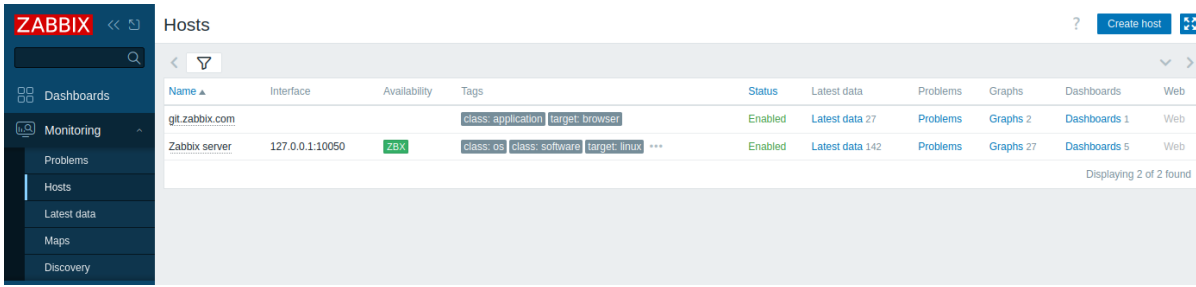 ZABBIX
Hosts
? Create host
Dashboards
Monitoring
Problems
Hosts
Latest data
Maps
Discovery
Name Interface Availability Tags Status Latest data Problems Graphs Dashboards Web
git.zabbix.com class: application target: browser Enabled Latest data 27 Problems Graphs 2 Dashboards 1 Web
Zabbix server 127.0.0.1:10050 ZBX class: os class: software target: linux ••• Enabled Latest data 142 Problems Graphs 27 Dashboards 5 Web
Displaying 2 of 2 found